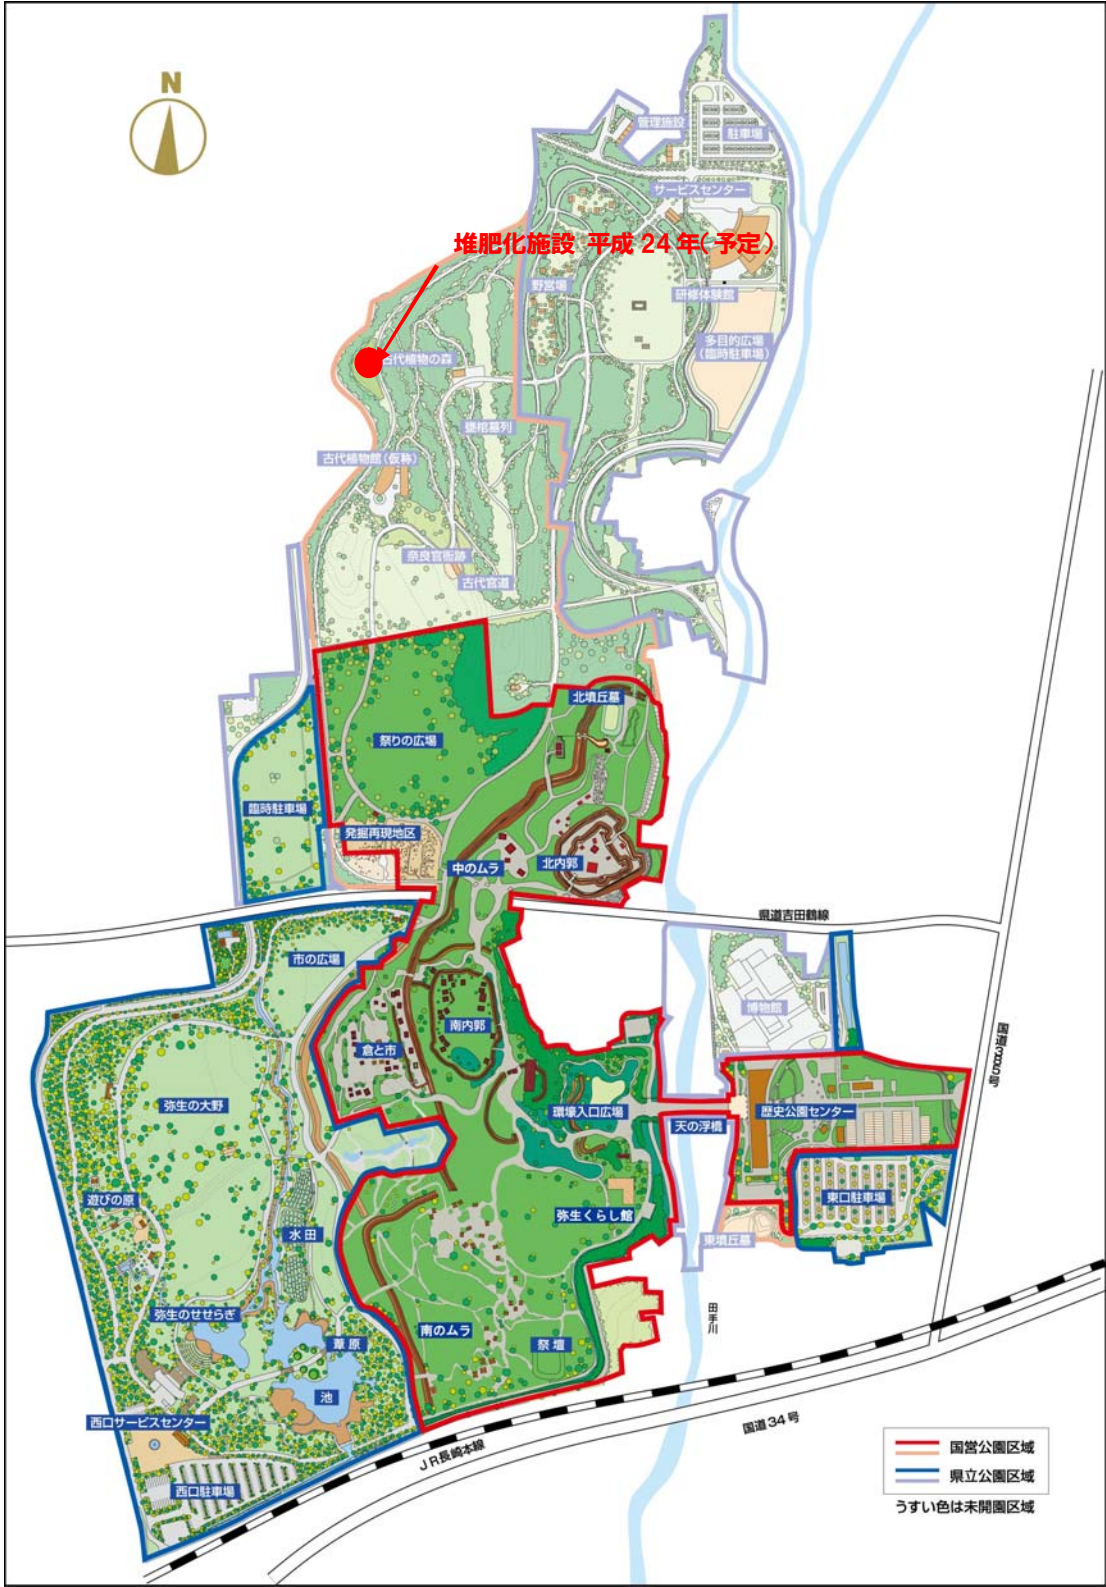 N
管理施設
駐車場
サービスセンター
堆肥化施設 平成24年(予定)
野営場
研修体験館
多目的広場
(臨時駐車場)
古代植物の森
甕棺墓列
古代植物館(仮称)
奈良官衙跡
古代官道
北墳丘墓
祭りの広場
臨時駐車場
発掘再現地区
中のムラ
北内郭
県道吉田鶴線
市の広場
博物館
南内郭
倉と市
国道385号
弥生の大野
環壕入口広場
天の浮橋
歴史公園センター
遊びの原
水田
弥生くらし館
東口駐車場
東墳丘墓
弥生のせせらぎ
葦原
南のムラ
祭壇
田手川
池
西口サービスセンター
国道34号
JR長崎本線
西口駐車場
国営公園区域
県立公園区域
うすい色は未開園区域